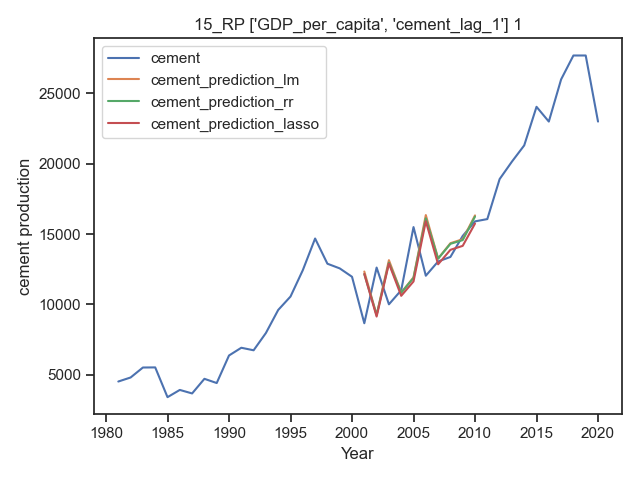 15_RP ['GDP_per_capita', 'cement_lag_1'] 1
cement
cement_prediction_lm
cement_prediction_rr
cement_prediction_lasso
cement production
25000
20000
15000
10000
5000
1980 1985 1990 1995 2000 2005 2010 2015 2020
Year